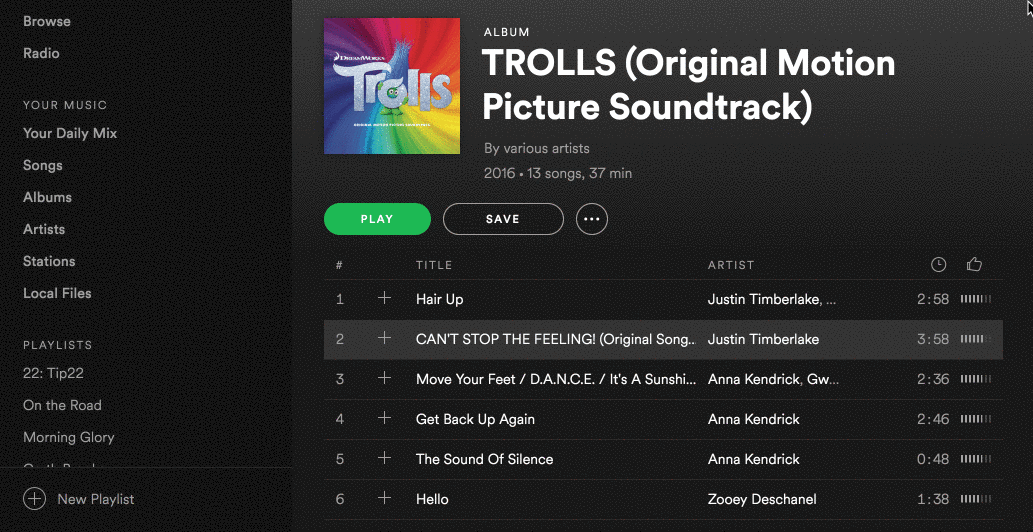 Browse
Radio
YOUR MUSIC
Your Daily Mix
Songs
Albums
Artists
Stations
Local Files
PLAYLISTS
22: Tip22
On the Road
Morning Glory
New Playlist
DREAMWORKS
Trolls
ORIGINAL MOTION PICTURE SOUNDTRACK
ALBUM
TROLLS (Original Motion
Picture Soundtrack)
By various artists
2016 • 13 songs, 37 min
PLAY SAVE
# TITLE ARTIST
1 Hair Up Justin Timberlake, ... 2:58
2 CAN'T STOP THE FEELING! (Original Song... Justin Timberlake 3:58
3 Move Your Feet / D.A.N.C.E. / It's A Sunshi... Anna Kendrick, Gw... 2:36
4 Get Back Up Again Anna Kendrick 2:46
5 The Sound Of Silence Anna Kendrick 0:48
6 Hello Zooey Deschanel 1:38